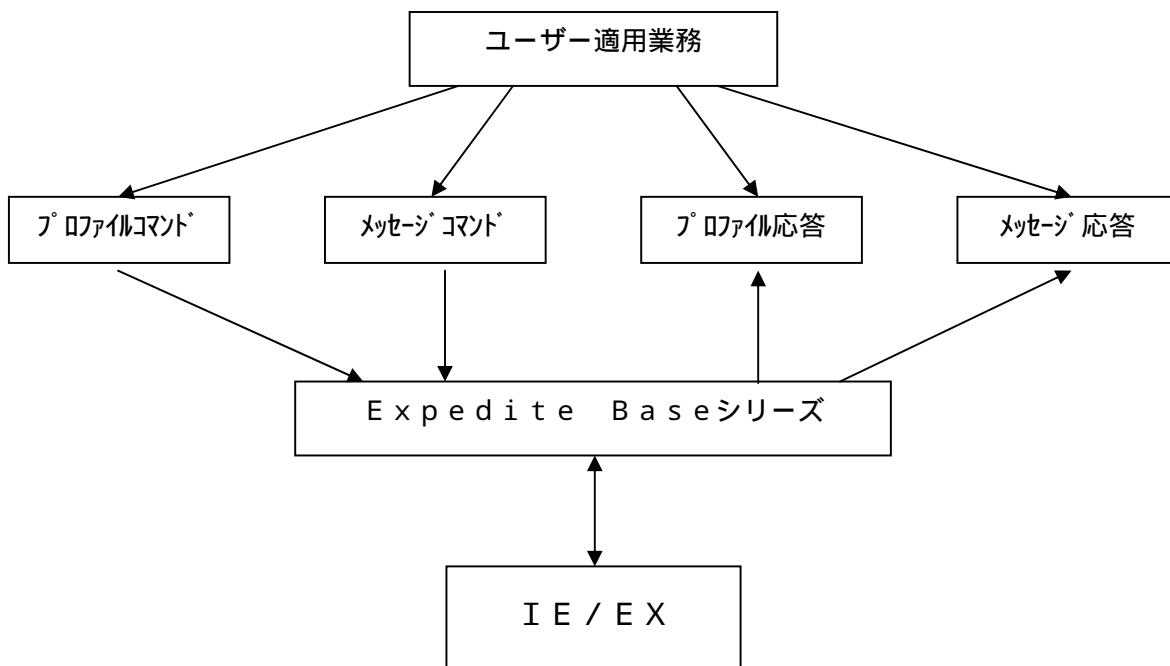 ユーザー適用業務
プロファイルコマンド
メッセージコマンド
プロファイル応答
メッセージ応答
Ｅｘｐｅｄｉｔｅ　Ｂａｓｅシリーズ
ＩＥ／ＥＸ